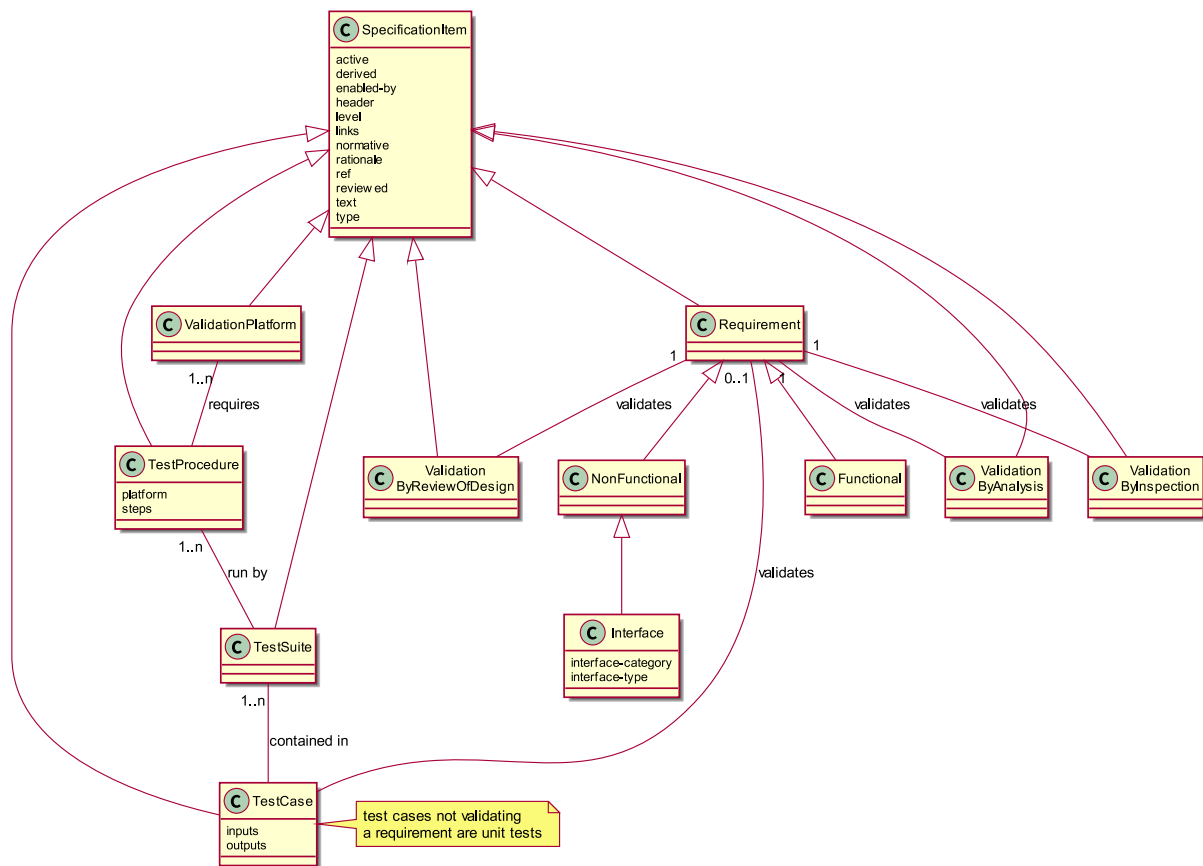 C SpecificationItem
active
derived
enabled-by
header
level
links
normative
rationale
ref
reviewed
text
type
C ValidationPlatform
C Requirement
1..n
requires
1
0..1
1
1
validates
validates
validates
C TestProcedure
platform
steps
C Validation
ByReviewOfDesign
C NonFunctional
C Functional
C Validation
ByAnalysis
C Validation
ByInspection
1..n
run by
validates
C TestSuite
C Interface
interface-category
interface-type
1..n
contained in
C TestCase
inputs
outputs
test cases not validating
a requirement are unit tests